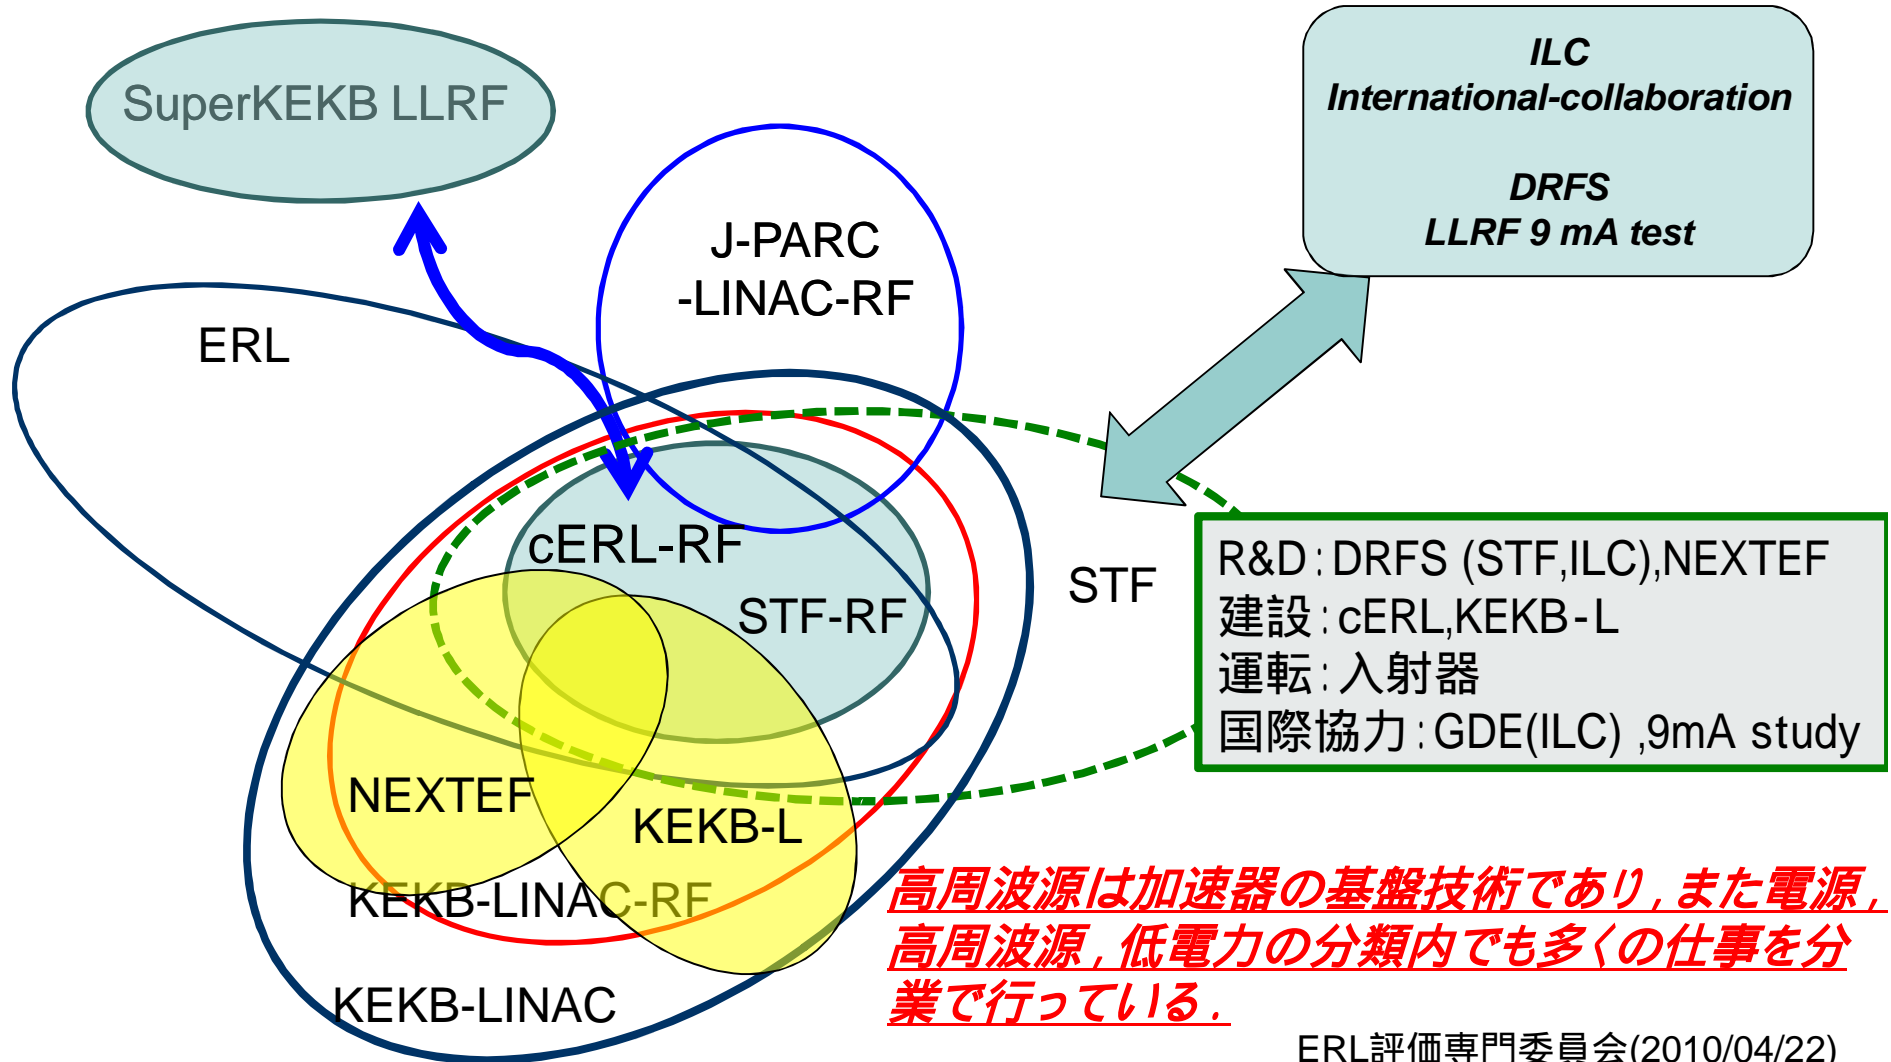 SuperKEKB LLRF
ILC
International-collaboration
DRFS
LLRF 9 mA test
J-PARC
-LINAC-RF
ERL
cERL-RF
STF-RF
STF
R&D:DRFS (STF,ILC),NEXTEF
建設:cERL,KEKB-L
運転:入射器
国際協力:GDE(ILC) ,9mA study
NEXTEF
KEKB-L
KEKB-LINAC-RF
KEKB-LINAC
高周波源は加速器の基盤技術であり,また電源,
高周波源,低電力の分類内でも多くの仕事を分
業で行っている.
ERL評価専門委員会(2010/04/22)